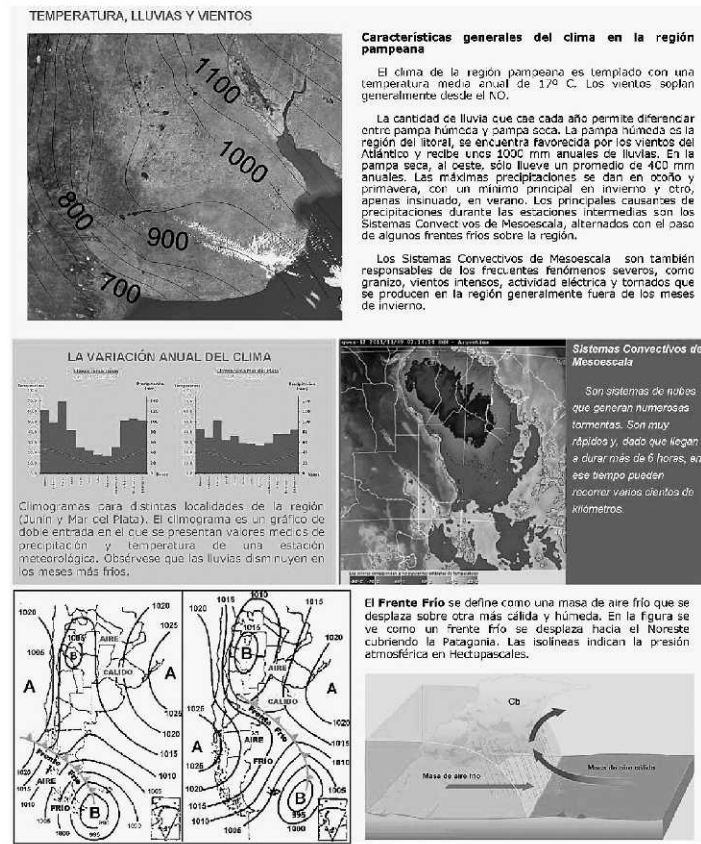 TEMPERATURA, LLUVIAS Y VIENTOS
1100
1000
900
800
700
Características generales del clima en la región
pampeana
El clima de la región pampeana es templado con una
temperatura media anual de 17º C. Los vientos soplan
generalmente desde el NO.
La cantidad de lluvia que cae cada año permite diferenciar
entre pampa húmeda y pampa seca. La pampa húmeda es la
región del litoral, se encuentra favorecida por los vientos del
Atlántico y recibe unos 1000 mm anuales de lluvias. En la
pampa seca, al oeste, sólo llueve un promedio de 400 mm
anuales. Las máximas precipitaciones se dan en otoño y
primavera, con un mínimo principal en invierno y otro,
apenas insinuado, en verano. Los principales causantes de
precipitaciones durante las estaciones intermedias son los
Sistemas Convectivos de Mesoescala, alternados con el paso
de algunos frentes fríos sobre la región.
Los Sistemas Convectivos de Mesoescala son también
responsables de los frecuentes fenómenos severos, como
granizo, vientos intensos, actividad eléctrica y tornados que
se producen en la región generalmente fuera de los meses
de invierno.
LA VARIACIÓN ANUAL DEL CLIMA
Climogramas para distintas localidades de la región
(Junín y Mar del Plata). El climograma es un gráfico de
doble entrada en el que se presentan valores medios de
precipitación y temperatura de una estación
meteorológica. Obsérvese que las lluvias disminuyen en
los meses más fríos.
Sistemas Convectivos de
Mesoescala
Son sistemas de nubes
que generan numerosas
tormentas. Son muy
rápidos y, dado que llegan
a durar más de 6 horas, en
ese tiempo pueden
recorrer varios cientos de
kilómetros.
1020
1015
1010
1005
1020
1025
1015
1010
1005
1000
995
A
B
AIRE
CALIDO
A
Frente Frío
AIRE
FRIO
B
1010
1015
1020
1025
1015
B
AIRE
CALIDO
A
A
Frente Frío
AIRE
FRIO
B
1020
1015
1010
1005
1000
995
El Frente Frío se define como una masa de aire frío que se
desplaza sobre otra más cálida y húmeda. En la figura se
ve como un frente frío se desplaza hacia el Noreste
cubriendo la Patagonia. Las isolíneas indican la presión
atmosférica en Hectopascales.
Cb
Masa de aire frío
Masa de aire cálido